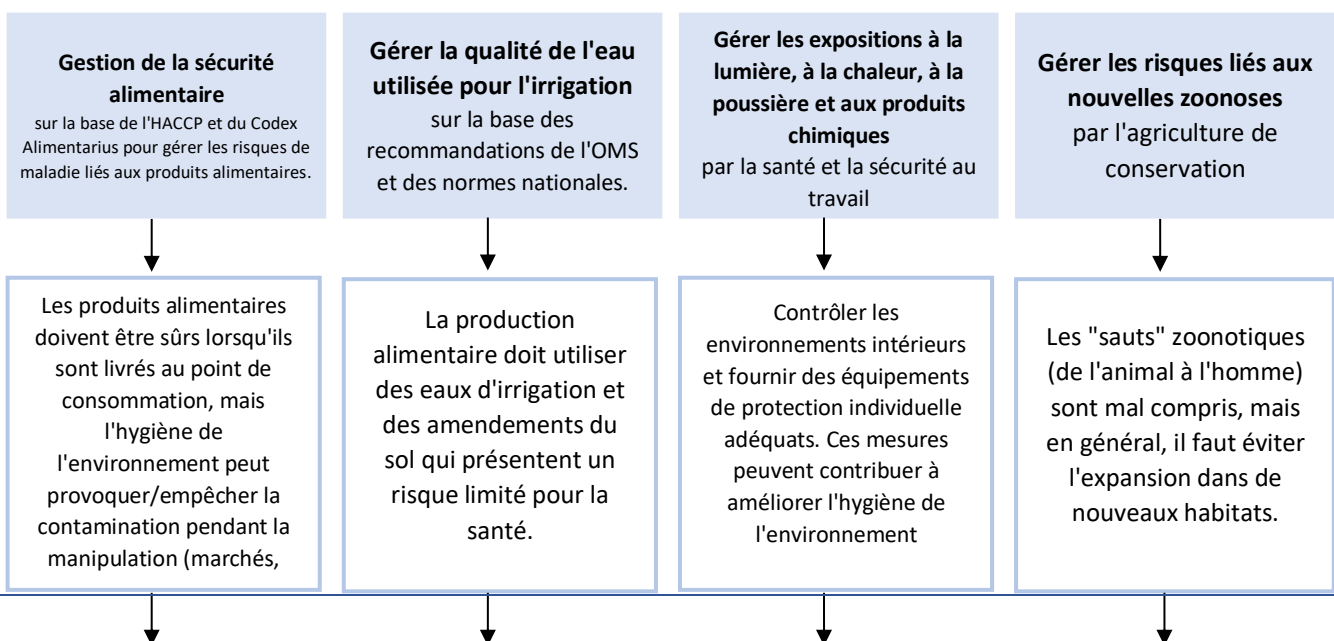 Gestion de la sécurité
alimentaire
sur la base de l'HACCP et du Codex
Alimentarius pour gérer les risques de
maladie liés aux produits alimentaires.
Gérer la qualité de l'eau
utilisée pour l'irrigation
sur la base des
recommandations de l'OMS
et des normes nationales.
Gérer les expositions à la
lumière, à la chaleur, à la
poussière et aux produits
chimiques
par la santé et la sécurité au
travail
Gérer les risques liés aux
nouvelles zoonoses
par l'agriculture de
conservation
Les produits alimentaires
doivent être sûrs lorsqu'ils
sont livrés au point de
consommation, mais
l'hygiène de
l'environnement peut
provoquer/empêcher la
contamination pendant la
manipulation (marchés,
La production
alimentaire doit utiliser
des eaux d'irrigation et
des amendements du
sol qui présentent un
risque limité pour la
santé.
Contrôler les
environnements intérieurs
et fournir des équipements
de protection individuelle
adéquats. Ces mesures
peuvent contribuer à
améliorer l'hygiène de
l'environnement
Les "sauts" zoonotiques
(de l'animal à l'homme)
sont mal compris, mais
en général, il faut éviter
l'expansion dans de
nouveaux habitats.